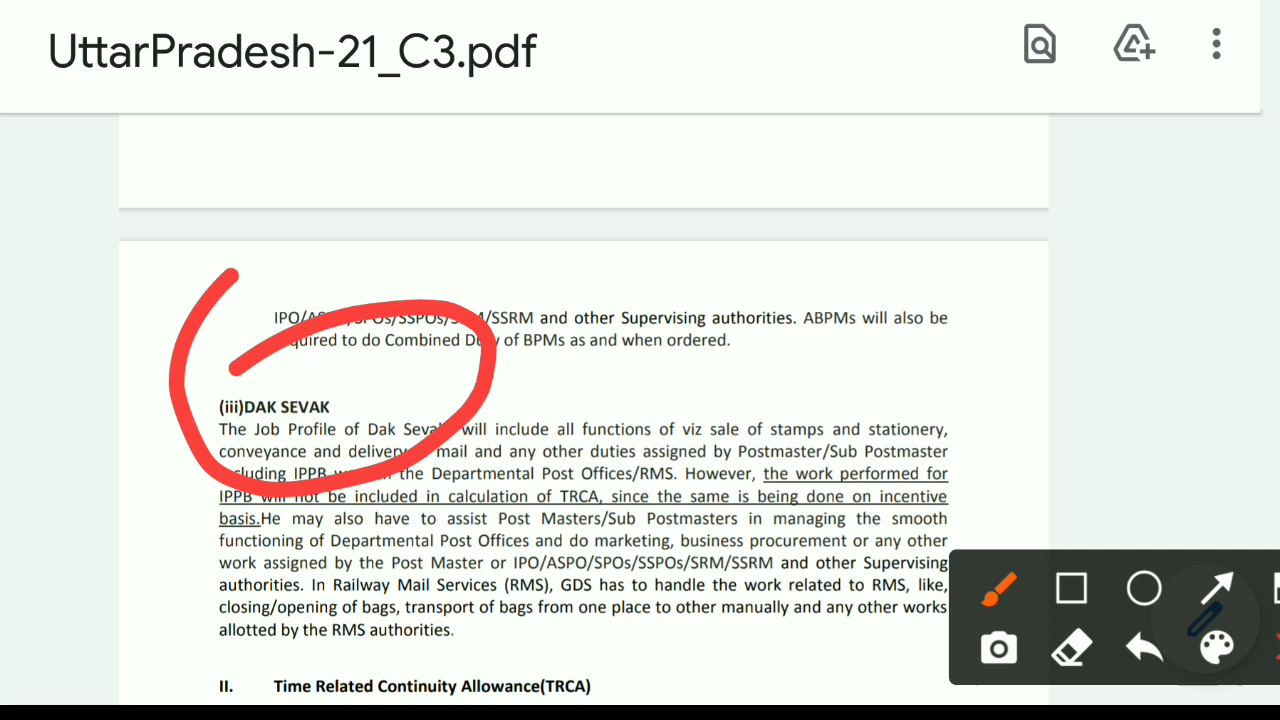 UttarPradesh-21_C3.pdf
and other Supervising authorities. ABPMs will also be
to do Combined of BPMs as and when ordered.
(iii)DAK SEVAK
The Job Profile of Dak Sevak will include all functions of viz sale of stamps and stationery,
conveyance and delivery mail and any other duties assigned by Postmaster/Sub Postmaster
IPPB the Departmental Post Offices/RMS. However, the work performed for
IPPB will not be included in calculation of TRCA, since the same is being done on incentive
basis.He may also have to assist Post Masters/Sub Postmasters in managing the smooth
functioning of Departmental Post Offices and do marketing, business procurement or any other
work assigned by the Post Master or IPO/ASPO/SPOs/SSPOs/SRM/SSRM and other Supervising
authorities. In Railway Mail Services (RMS), GDS has to handle the work related to RMS, like,
closing/opening of bags, transport of bags from one place to other manually and any other works
allotted by the RMS authorities.
II. Time Related Continuity Allowance(TRCA)